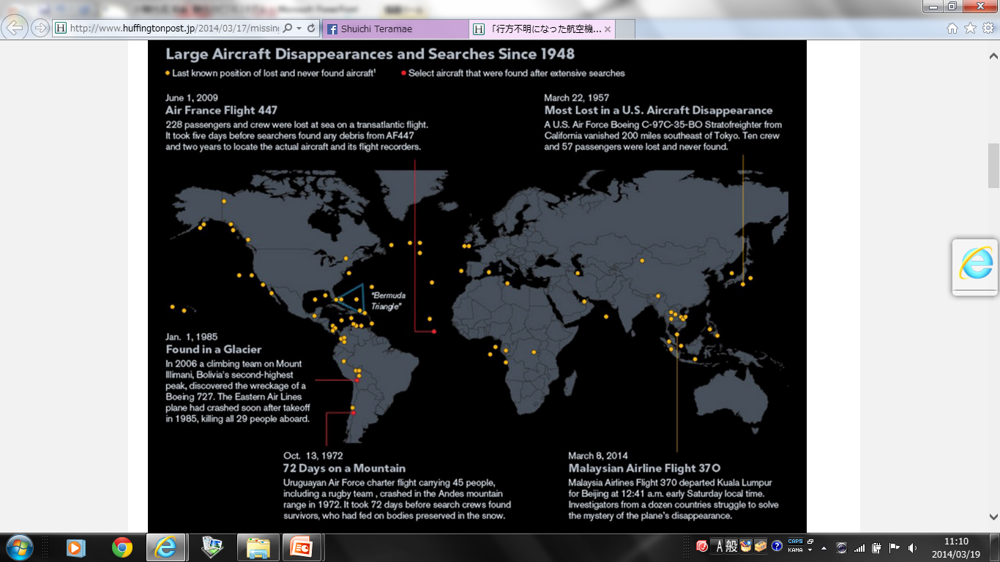 http://www.huffingtonpost.jp/2014/03/17/missing
Shuichi Teramae
「行方不明になった航空機...
Large Aircraft Disappearances and Searches Since 1948
Last known position of lost and never found aircraft¹
Select aircraft that were found after extensive searches
June 1, 2009
Air France Flight 447
228 passengers and crew were lost at sea on a transatlantic flight.
It took five days before searchers found any debris from AF447
and two years to locate the actual aircraft and its flight recorders.
March 22, 1957
Most Lost in a U.S. Aircraft Disappearance
A U.S. Air Force Boeing C-97C-35-BO Stratofreighter from
California vanished 200 miles southeast of Tokyo. Ten crew
and 57 passengers were lost and never found.
"Bermuda
Triangle"
Jan. 1, 1985
Found in a Glacier
In 2006 a climbing team on Mount
Illimani, Bolivia's second-highest
peak, discovered the wreckage of a
Boeing 727. The Eastern Air Lines
plane had crashed soon after takeoff
in 1985, killing all 29 people aboard.
Oct. 13, 1972
72 Days on a Mountain
Uruguayan Air Force charter flight carrying 45 people,
including a rugby team , crashed in the Andes mountain
range in 1972. It took 72 days before search crews found
survivors, who had fed on bodies preserved in the snow.
March 8, 2014
Malaysian Airline Flight 370
Malaysia Airlines Flight 370 departed Kuala Lumpur
for Beijing at 12:41 a.m. early Saturday local time.
Investigators from a dozen countries struggle to solve
the mystery of the plane's disappearance.
A 般
CAPS
KANA
11:10
2014/03/19